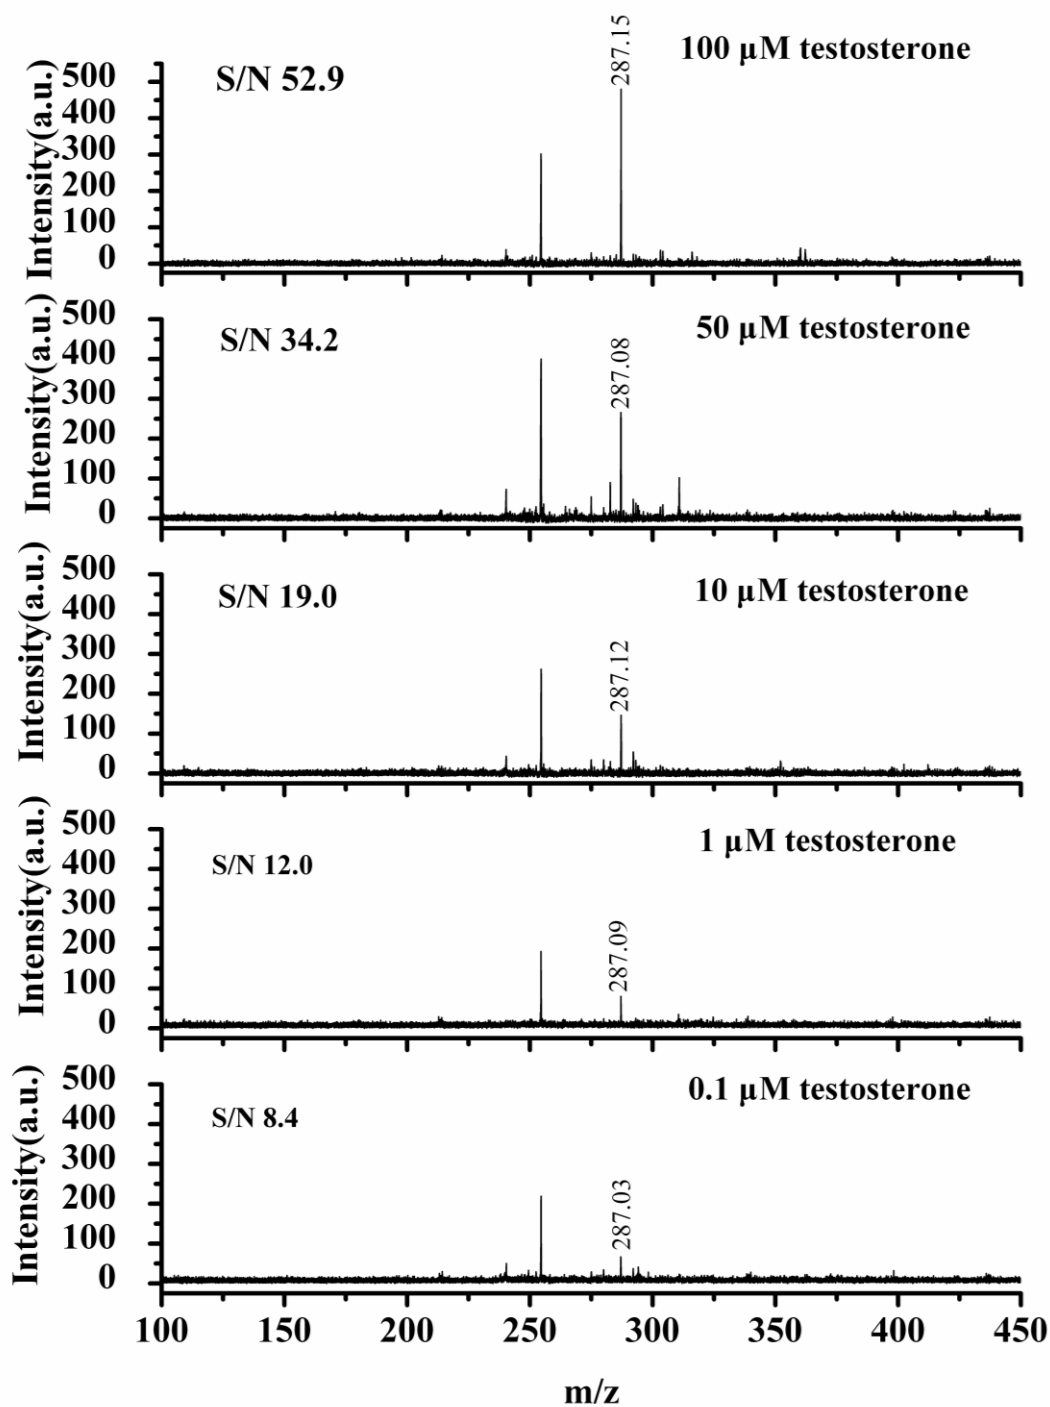 100 μM testosterone
S/N 52.9
287.15
Intensity(a.u.)
500
400
300
200
100
0
50 μM testosterone
S/N 34.2
287.08
Intensity(a.u.)
500
400
300
200
100
0
10 μM testosterone
S/N 19.0
287.12
Intensity(a.u.)
500
400
300
200
100
0
1 μM testosterone
S/N 12.0
287.09
Intensity(a.u.)
500
400
300
200
100
0
0.1 μM testosterone
S/N 8.4
287.03
Intensity(a.u.)
500
400
300
200
100
0
100 150 200 250 300 350 400 450
m/z